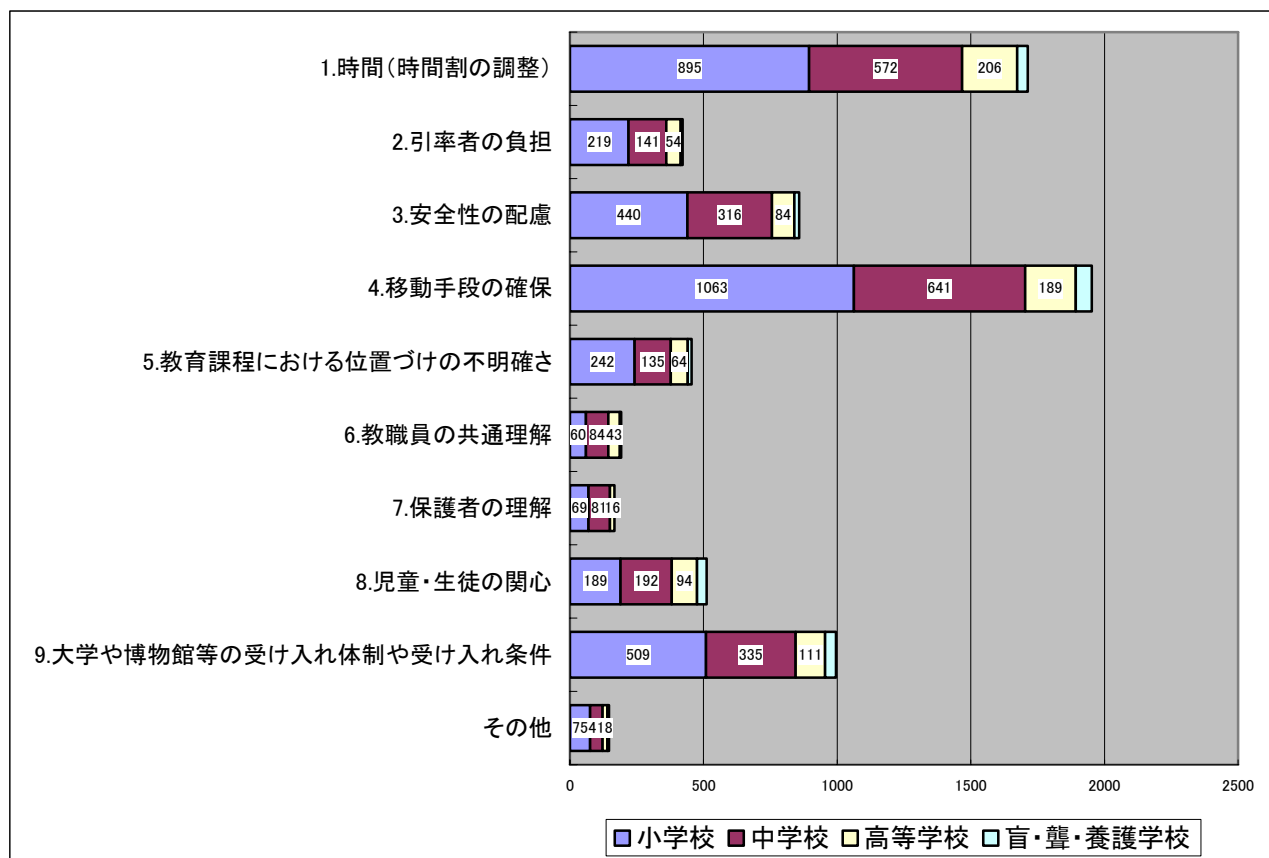 1.時間（時間割の調整） 895 572 206
2.引率者の負担 219 141 54
3.安全性の配慮 440 316 84
4.移動手段の確保 1063 641 189
5.教育課程における位置づけの不明確さ 242 135 64
6.教職員の共通理解 60 84 43
7.保護者の理解 69 81 16
8.児童・生徒の関心 189 192 94
9.大学や博物館等の受け入れ体制や受け入れ条件 509 335 111
その他 75 18
0 500 1000 1500 2000 2500
小学校 中学校 高等学校 盲・聾・養護学校